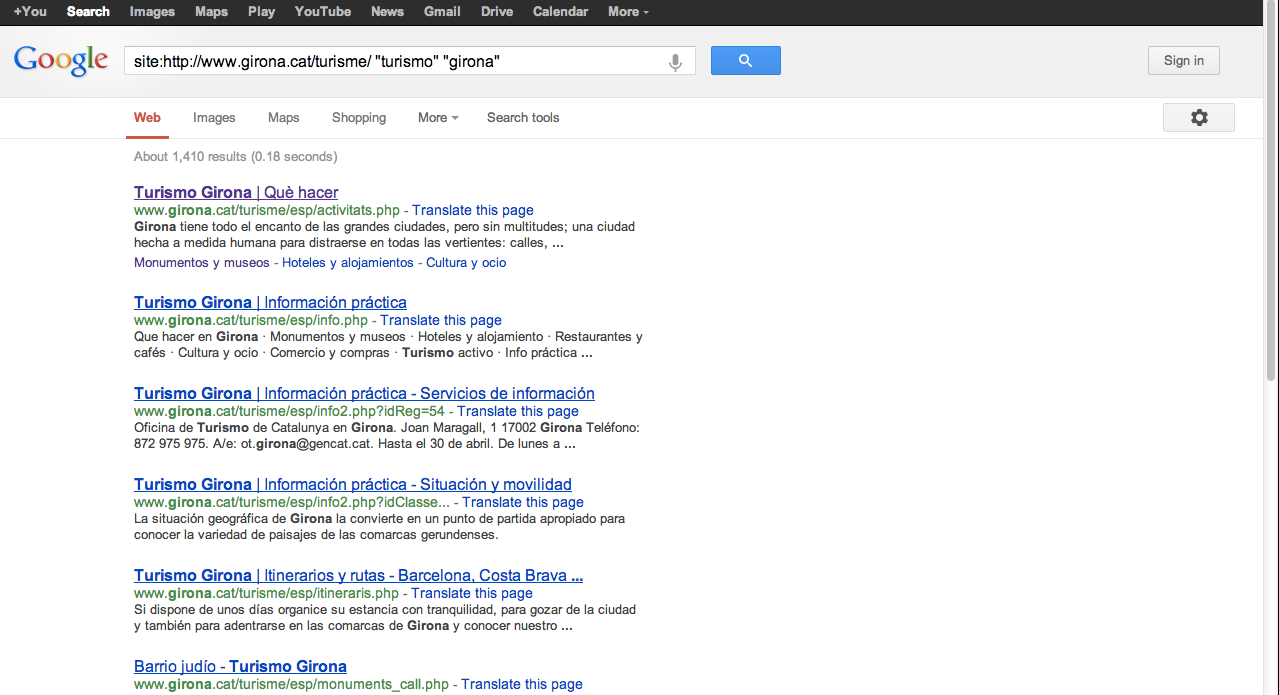 +You Search Images Maps Play YouTube News Gmail Drive Calendar More
Google
site:http://www.girona.cat/turisme/ "turismo" "girona"
Sign in
Web Images Maps Shopping More Search tools
About 1,410 results (0.18 seconds)
Turismo Girona | Què hacer
www.girona.cat/turisme/esp/activitats.php - Translate this page
Girona tiene todo el encanto de las grandes ciudades, pero sin multitudes; una ciudad
hecha a medida humana para distraerse en todas las vertientes: calles, ...
Monumentos y museos - Hoteles y alojamientos - Cultura y ocio
Turismo Girona | Información práctica
www.girona.cat/turisme/esp/info.php - Translate this page
Que hacer en Girona · Monumentos y museos · Hoteles y alojamiento · Restaurantes y
cafés · Cultura y ocio · Comercio y compras · Turismo activo · Info práctica ...
Turismo Girona | Información práctica - Servicios de información
www.girona.cat/turisme/esp/info2.php?idReg=54 - Translate this page
Oficina de Turismo de Catalunya en Girona. Joan Maragall, 1 17002 Girona Teléfono:
872 975 975. A/e: ot.girona@gencat.cat. Hasta el 30 de abril. De lunes a ...
Turismo Girona | Información práctica - Situación y movilidad
www.girona.cat/turisme/esp/info2.php?idClasse... - Translate this page
La situación geográfica de Girona la convierte en un punto de partida apropiado para
conocer la variedad de paisajes de las comarcas gerundenses.
Turismo Girona | Itinerarios y rutas - Barcelona, Costa Brava ...
www.girona.cat/turisme/esp/itineraris.php - Translate this page
Si dispone de unos días organice su estancia con tranquilidad, para gozar de la ciudad
y también para adentrarse en las comarcas de Girona y conocer nuestro ...
Barrio judío - Turismo Girona
www.girona.cat/turisme/esp/monuments_call.php - Translate this page